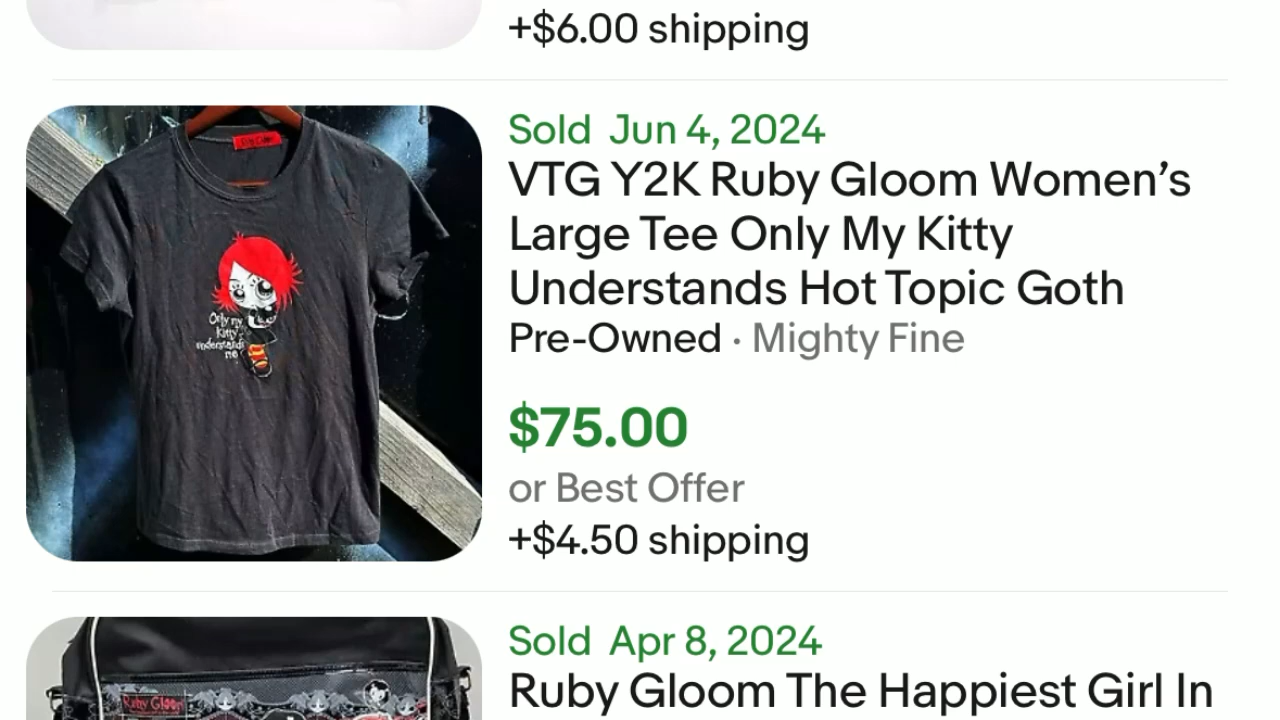 +$6.00 shipping
Sold Jun 4, 2024
VTG Y2K Ruby Gloom Women’s
Large Tee Only My Kitty
Understands Hot Topic Goth
Pre-Owned · Mighty Fine
$75.00
or Best Offer
+$4.50 shipping
Only my
kitty
understands
me
Sold Apr 8, 2024
Ruby Gloom The Happiest Girl In
Ruby Gloom